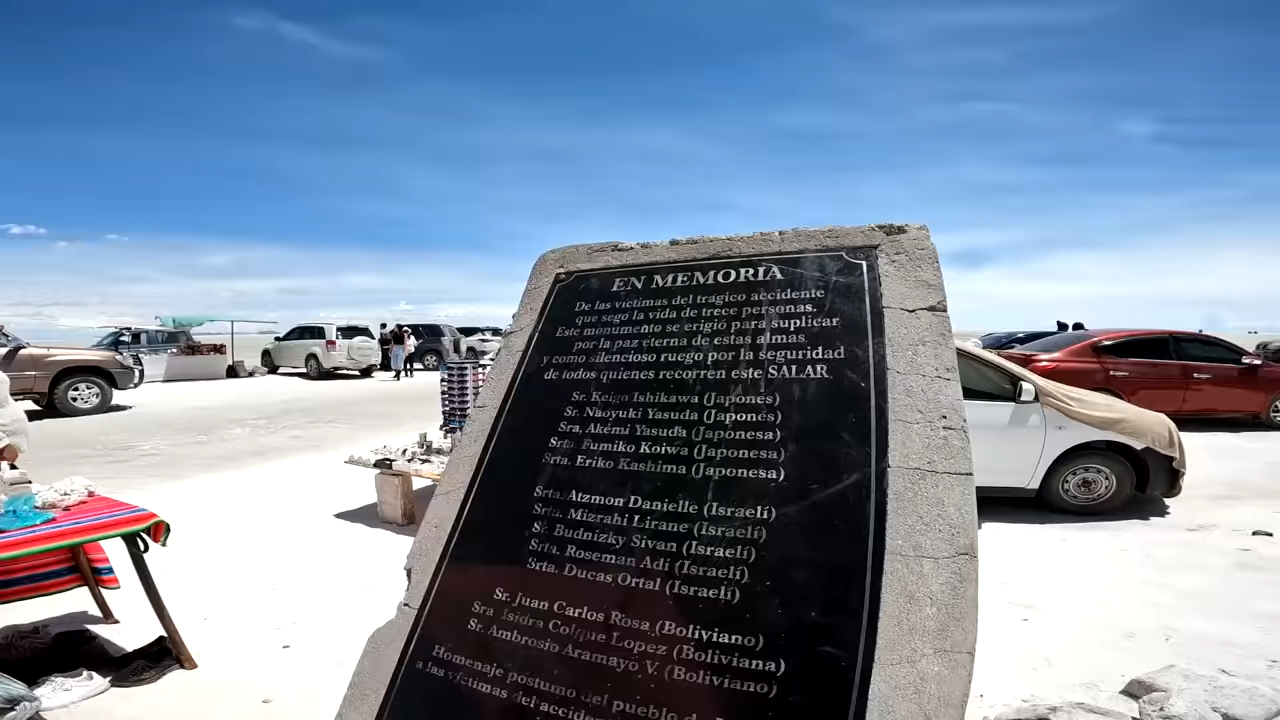 EN MEMORIA
De las víctimas del trágico accidente
que segó la vida de trece personas.
Este monumento se erigió para suplicar
por la paz eterna de estas almas
y como silencioso ruego por la seguridad
de todos quienes recorren este SALAR.
Sr. Keigo Ishikawa (Japonés)
Sr. Naoyuki Yasuda (Japonés)
Sra. Akémi Yasuda (Japonesa)
Srta. Fumiko Koiwa (Japonesa)
Srta. Eriko Kashima (Japonesa)
Srta. Atzmon Danielle (Israelí)
Srta. Mizrahi Lirane (Israelí)
Sr. Budnizky Sivan (Israelí)
Srta. Roseman Adi (Israelí)
Srta. Ducas Ortal (Israelí)
Sr. Juan Carlos Rosa (Boliviano)
Sra Isidra Colque Lopez (Boliviana)
Sr. Ambrosio Aramayo V. (Boliviano)
Homenaje postumo del pueblo
a las víctimas del